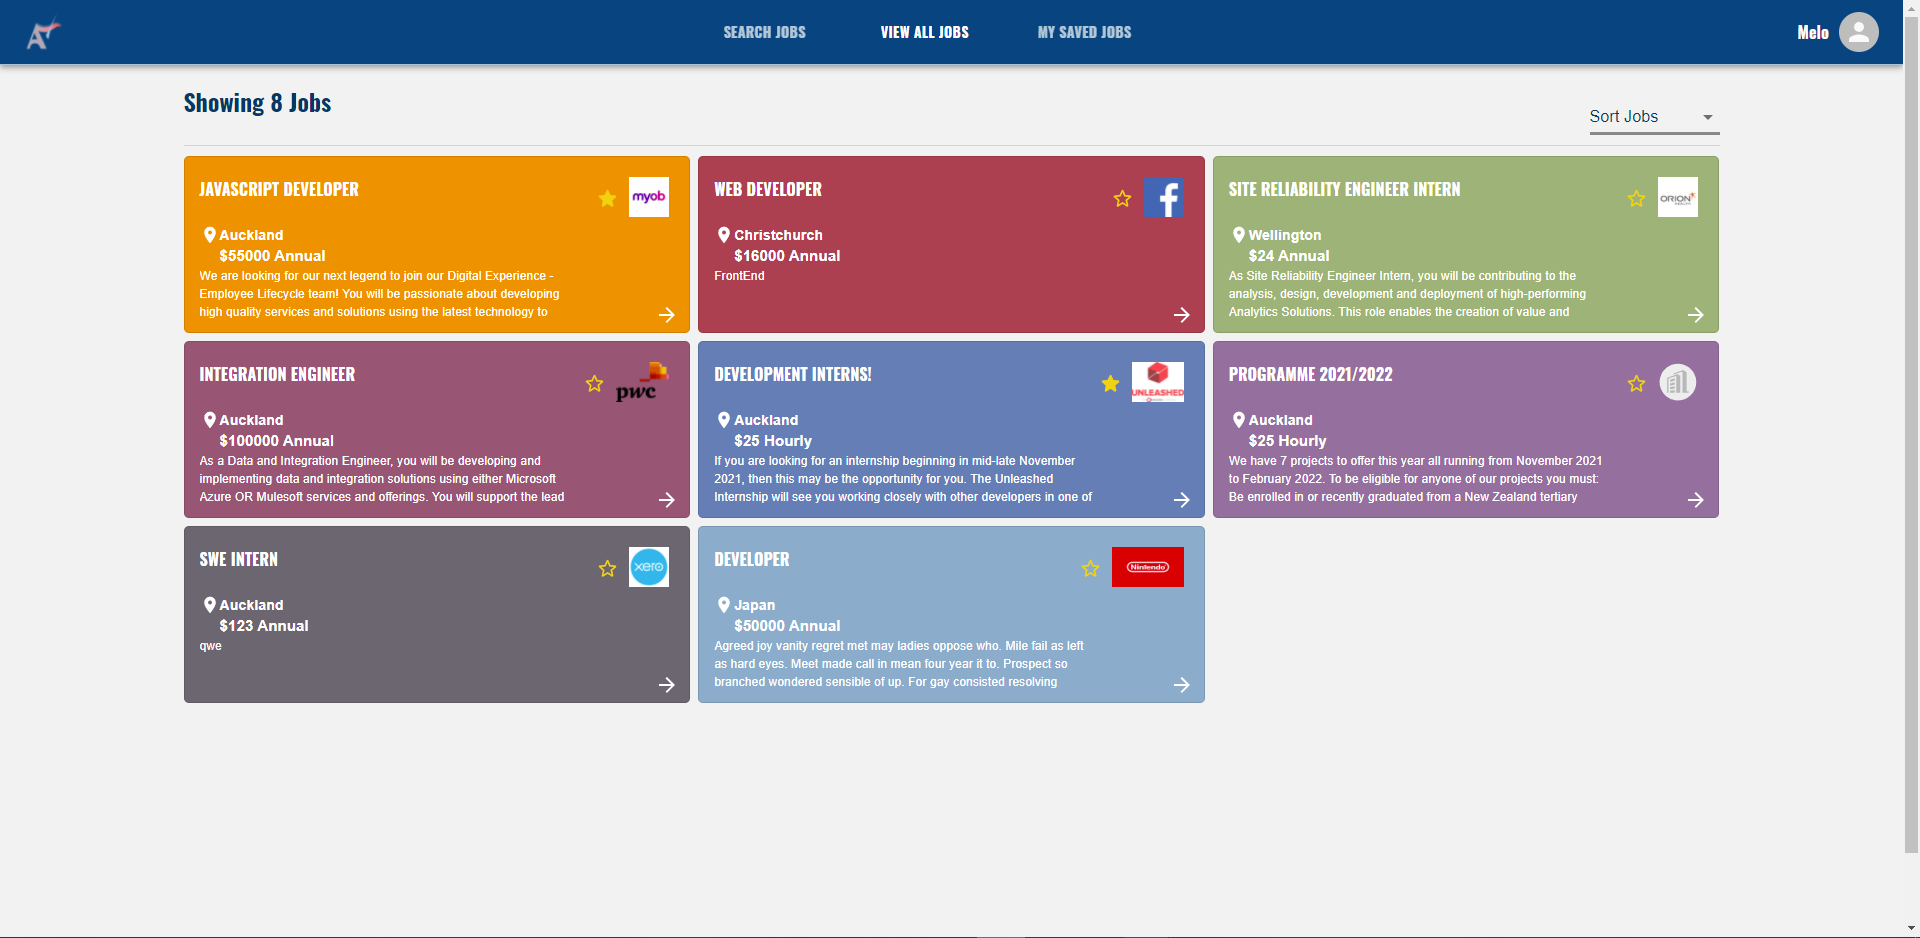 SEARCH JOBS
VIEW ALL JOBS
MY SAVED JOBS
Melo
Showing 8 Jobs
Sort Jobs
JAVASCRIPT DEVELOPER
myob
Auckland
$55000 Annual
We are looking for our next legend to join our Digital Experience -
Employee Lifecycle team! You will be passionate about developing
high quality services and solutions using the latest technology to
WEB DEVELOPER
f
Christchurch
$16000 Annual
FrontEnd
SITE RELIABILITY ENGINEER INTERN
ORION
HEALTH
Wellington
$24 Annual
As Site Reliability Engineer Intern, you will be contributing to the
analysis, design, development and deployment of high-performing
Analytics Solutions. This role enables the creation of value and
INTEGRATION ENGINEER
pwc
Auckland
$100000 Annual
As a Data and Integration Engineer, you will be developing and
implementing data and integration solutions using either Microsoft
Azure OR Mulesoft services and offerings. You will support the lead
DEVELOPMENT INTERNS!
UNLEASHED
Auckland
$25 Hourly
If you are looking for an internship beginning in mid-late November
2021, then this may be the opportunity for you. The Unleashed
Internship will see you working closely with other developers in one of
PROGRAMME 2021/2022
Auckland
$25 Hourly
We have 7 projects to offer this year all running from November 2021
to February 2022. To be eligible for anyone of our projects you must:
Be enrolled in or recently graduated from a New Zealand tertiary
SWE INTERN
xero
Auckland
$123 Annual
qwe
DEVELOPER
Nintendo
Japan
$50000 Annual
Agreed joy vanity regret met may ladies oppose who. Mile fail as left
as hard eyes. Meet made call in mean four year it to. Prospect so
branched wondered sensible of up. For gay consisted resolving